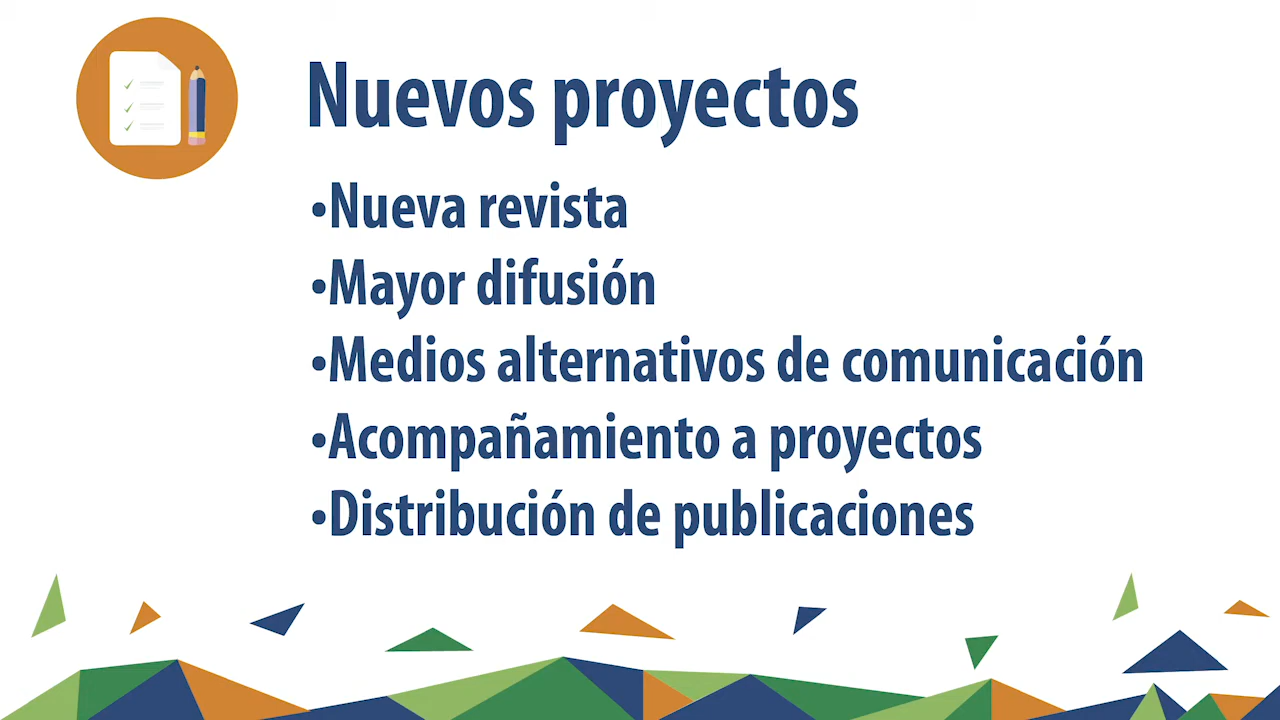 Nuevos proyectos
•Nueva revista
•Mayor difusión
•Medios alternativos de comunicación
•Acompañamiento a proyectos
•Distribución de publicaciones